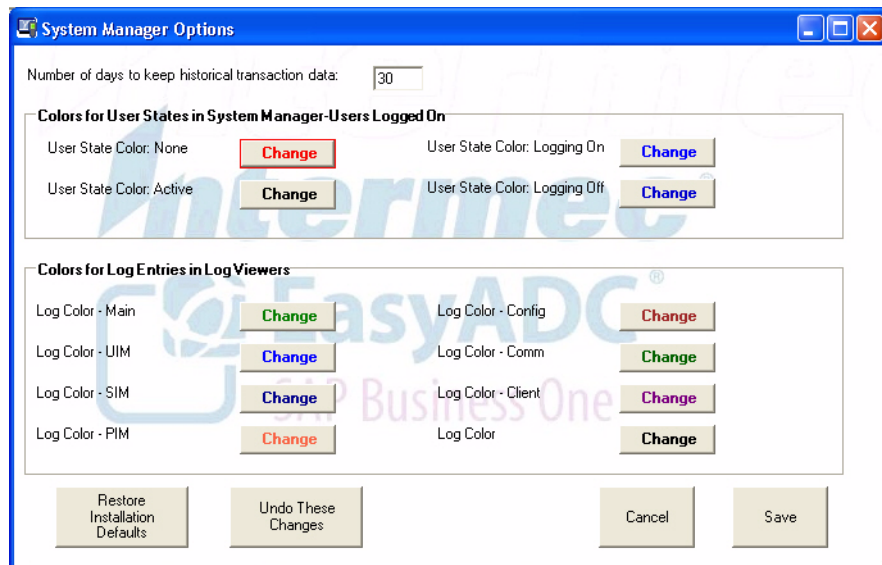 System Manager Options
Number of days to keep historical transaction data: 30
Colors for User States in System Manager-Users Logged On
User State Color: None Change User State Color: Logging On Change
User State Color: Active Change User State Color: Logging Off Change
Intermec®
Colors for Log Entries in Log Viewers
EasyADC®
Log Color - Main Change Log Color - Config Change
Log Color - UIM Change Log Color - Comm Change
Log Color - SIM Change Log Color - Client Change
SAP Business One
Log Color - PIM Change Log Color Change
Restore Installation Defaults Undo These Changes Cancel Save